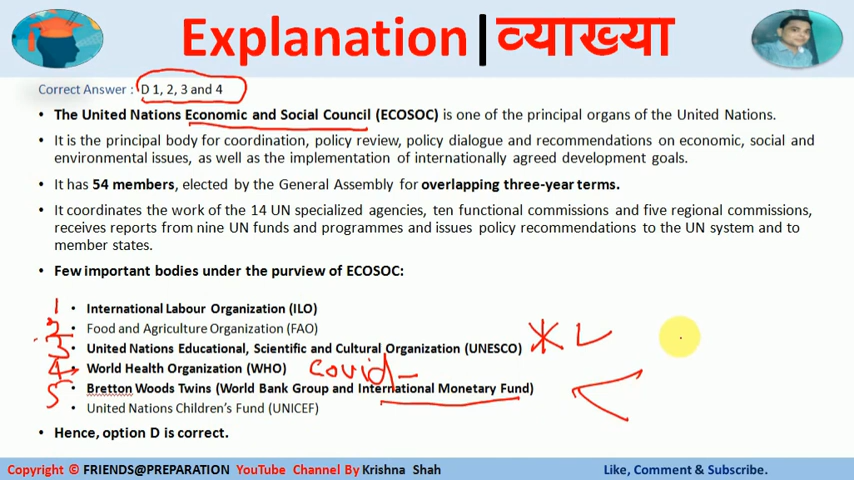 Explanation|व्याख्या
Correct Answer : D 1, 2, 3 and 4
• The United Nations Economic and Social Council (ECOSOC) is one of the principal organs of the United Nations.
• It is the principal body for coordination, policy review, policy dialogue and recommendations on economic, social and
environmental issues, as well as the implementation of internationally agreed development goals.
• It has 54 members, elected by the General Assembly for overlapping three-year terms.
• It coordinates the work of the 14 UN specialized agencies, ten functional commissions and five regional commissions,
receives reports from nine UN funds and programmes and issues policy recommendations to the UN system and to
member states.
• Few important bodies under the purview of ECOSOC:
1 • International Labour Organization (ILO)
2 • Food and Agriculture Organization (FAO)
3 • United Nations Educational, Scientific and Cultural Organization (UNESCO)
4 • World Health Organization (WHO) covid
5 • Bretton Woods Twins (World Bank Group and International Monetary Fund)
• United Nations Children's Fund (UNICEF)
• Hence, option D is correct.
Copyright © FRIENDS@PREPARATION YouTube Channel By Krishna Shah Like, Comment & Subscribe.